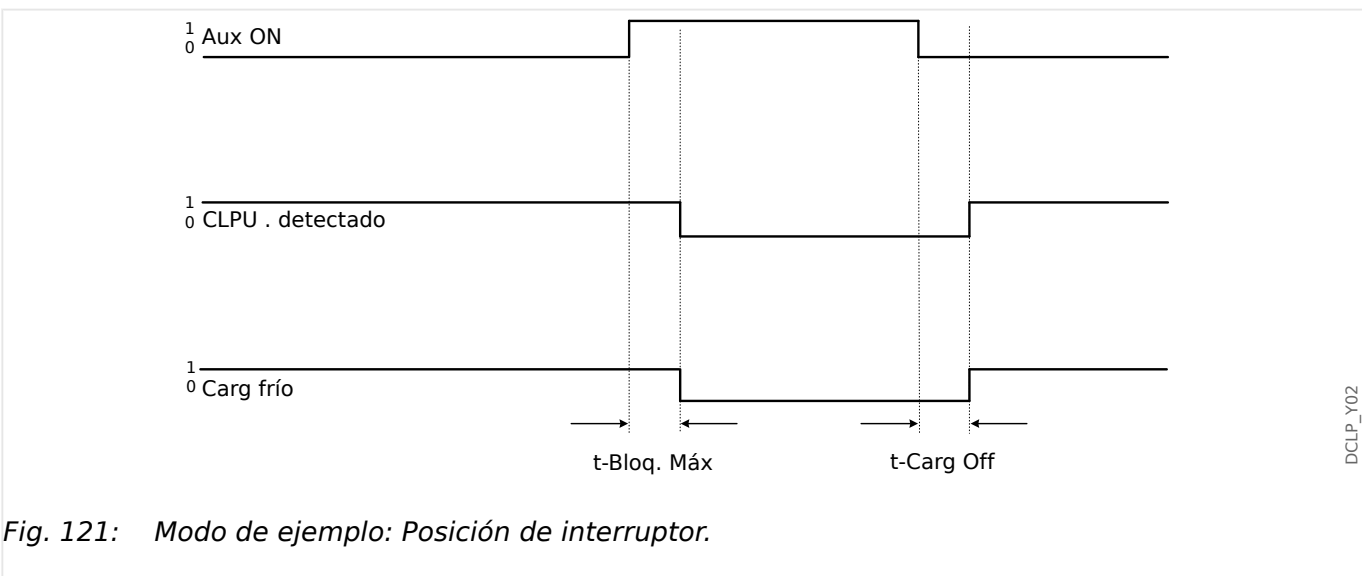 1
0 Aux ON
1
0 CLPU . detectado
1
0 Carg frío
t-Bloq. Máx
t-Carg Off
DCLP_Y02
Fig. 121: Modo de ejemplo: Posición de interruptor.